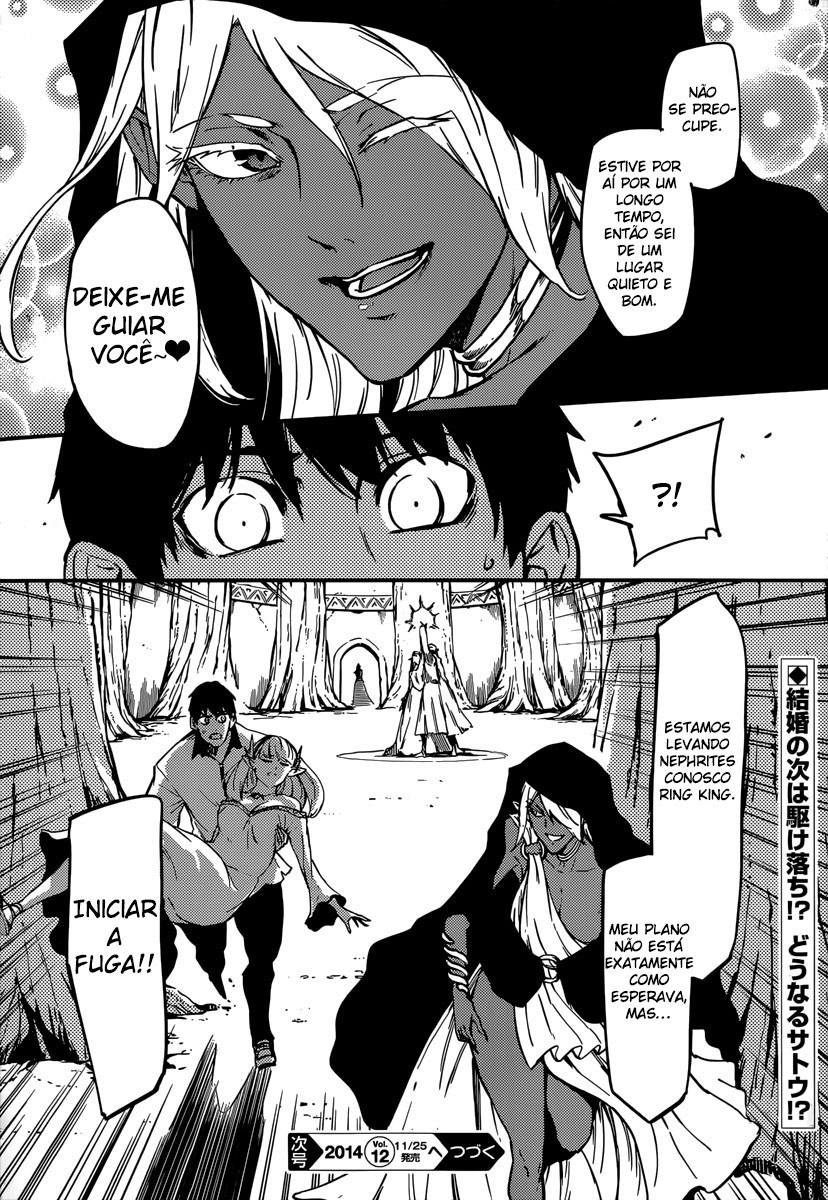 NÃO
SE PREO-
CUPE.
ESTIVE POR
AÍ POR UM
LONGO
TEMPO,
ENTÃO SEI
DE UM
LUGAR
QUIETO E
BOM.
DEIXE-ME
GUIAR
VOCÊ~❤
?!
ESTAMOS
LEVANDO
NEPHRITES
CONOSCO
RING KING.
MEU PLANO
NÃO ESTÁ
EXATAMENTE
COMO
ESPERAVA,
MAS...
INICIAR
A
FUGA!!
◆結婚の次は駆け落ち!? どうなるサトウ!?
次号 2014 Vol.12 11/25発売 へつづく